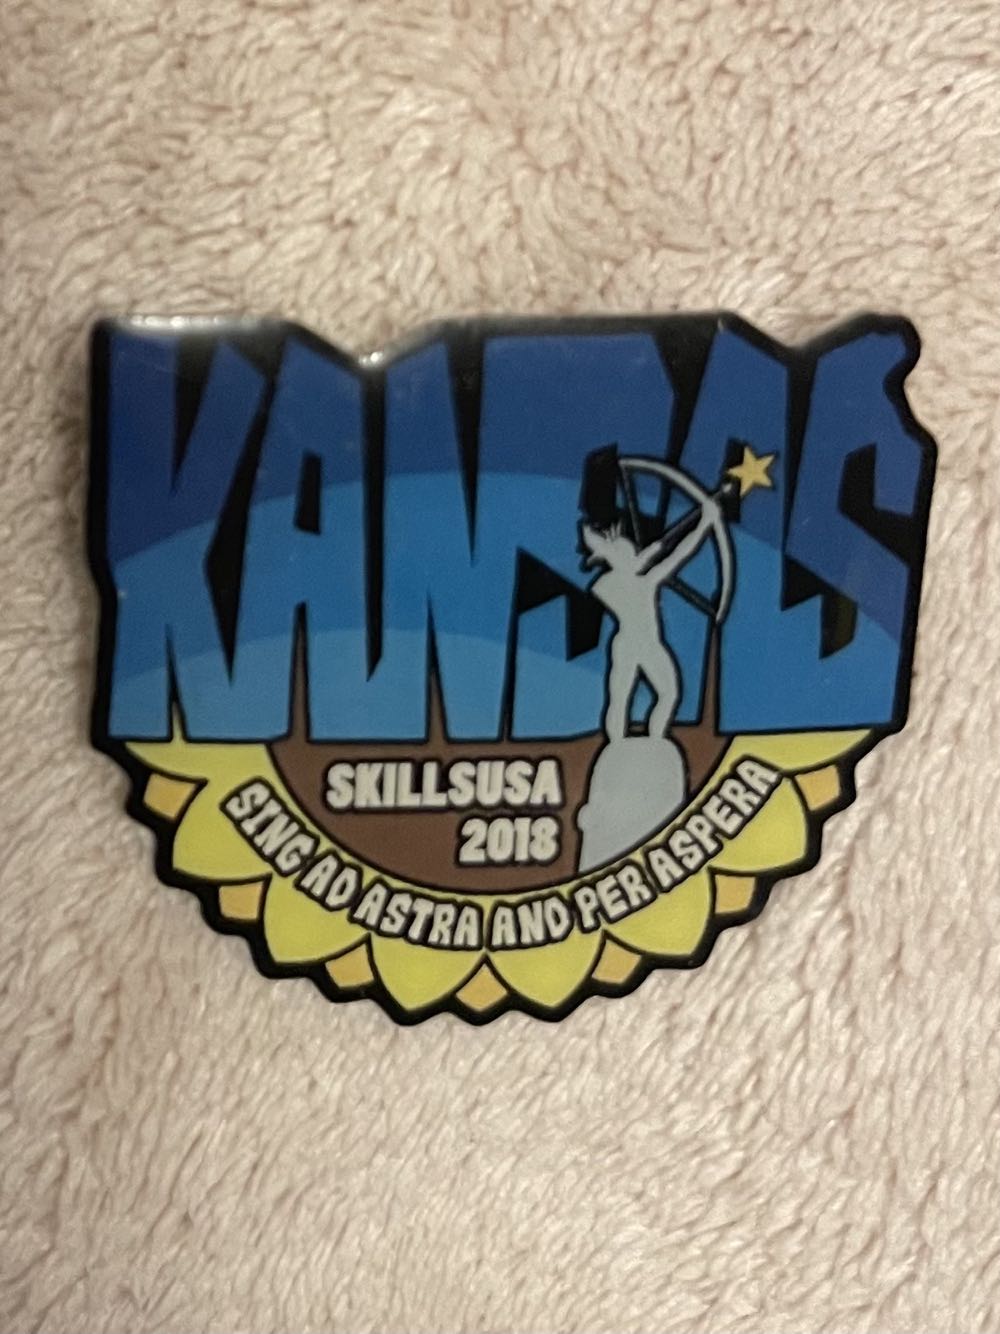 KANSAS
SKILLSUSA
2018
SING AD ASTRA AND PER ASPERA